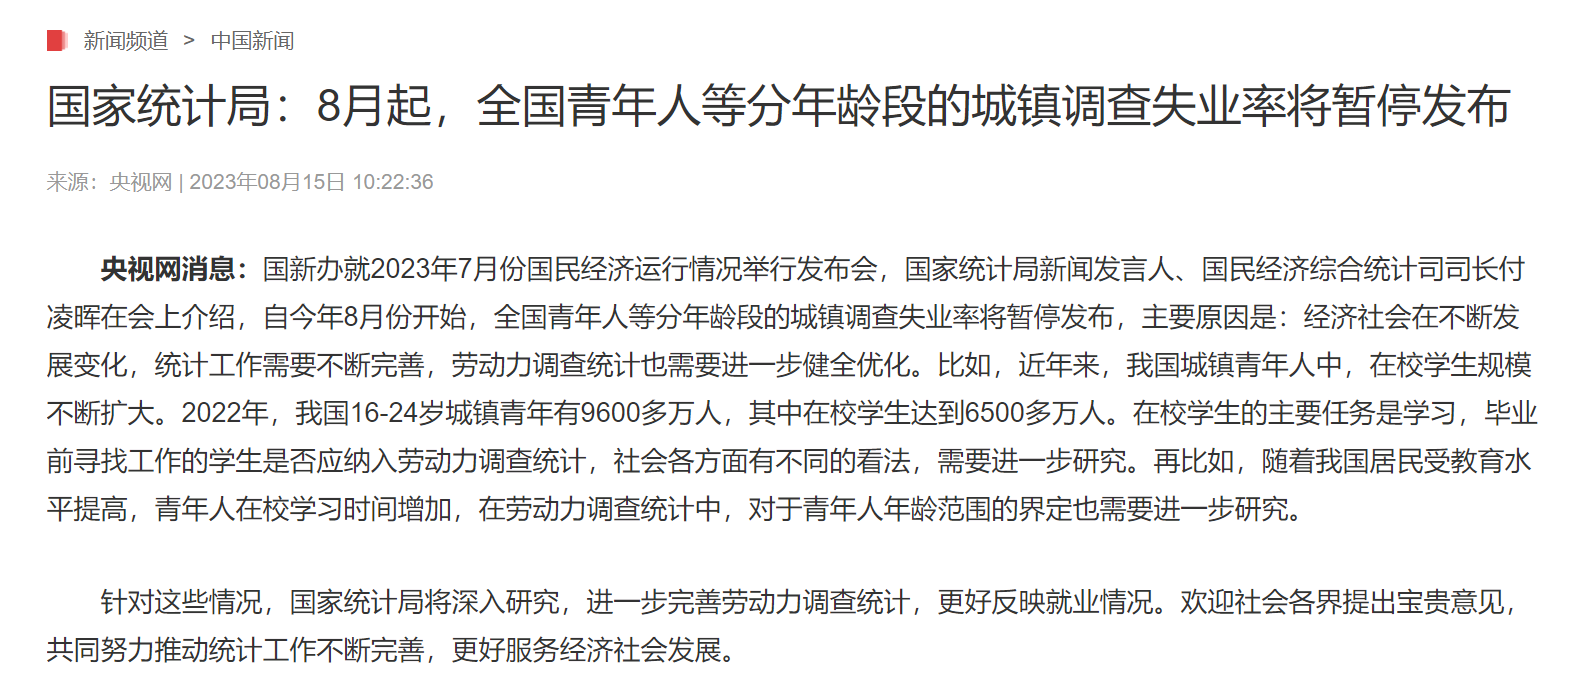 新闻频道 > 中国新闻
国家统计局：8月起，全国青年人等分年龄段的城镇调查失业率将暂停发布
来源：央视网 | 2023年08月15日 10:22:36
央视网消息：国新办就2023年7月份国民经济运行情况举行发布会，国家统计局新闻发言人、国民经济综合统计司司长付
凌晖在会上介绍，自今年8月份开始，全国青年人等分年龄段的城镇调查失业率将暂停发布，主要原因是：经济社会在不断发
展变化，统计工作需要不断完善，劳动力调查统计也需要进一步健全优化。比如，近年来，我国城镇青年人中，在校学生规模
不断扩大。2022年，我国16-24岁城镇青年有9600多万人，其中在校学生达到6500多万人。在校学生的主要任务是学习，毕业
前寻找工作的学生是否应纳入劳动力调查统计，社会各方面有不同的看法，需要进一步研究。再比如，随着我国居民受教育水
平提高，青年人在校学习时间增加，在劳动力调查统计中，对于青年人年龄范围的界定也需要进一步研究。
针对这些情况，国家统计局将深入研究，进一步完善劳动力调查统计，更好反映就业情况。欢迎社会各界提出宝贵意见，
共同努力推动统计工作不断完善，更好服务经济社会发展。